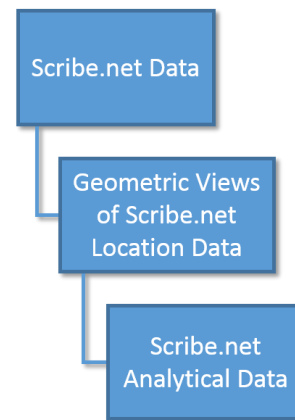 Scribe.net Data
Geometric Views
of Scribe.net
Location Data
Scribe.net
Analytical Data